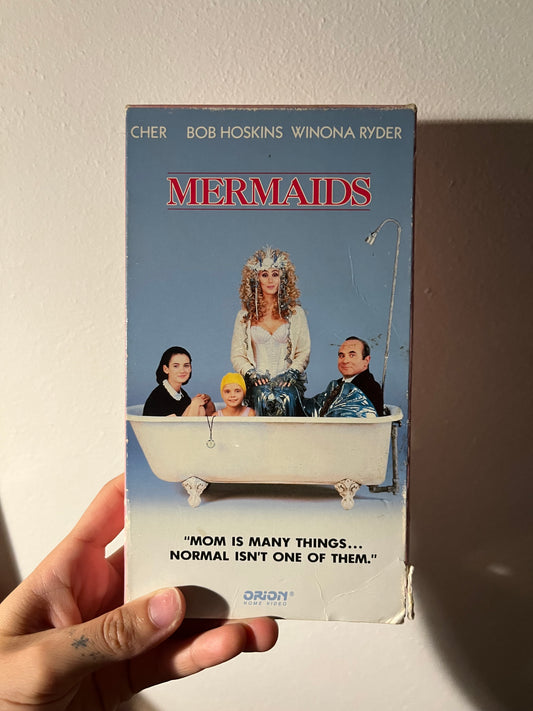 CHER BOB HOSKINS WINONA RYDER
MERMAIDS
"MOM IS MANY THINGS...
NORMAL ISN'T ONE OF THEM."
ORION®
HOME VIDEO